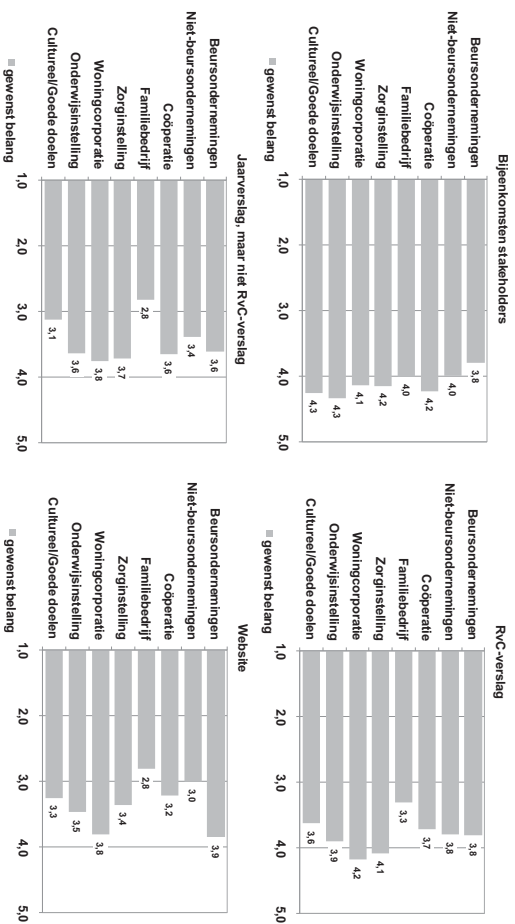 Bijeenkomsten stakeholders
Beursondernemingen 3,8
Niet-beursondernemingen 4,0
Coöperatie 4,2
Familiebedrijf 4,0
Zorginstelling 4,2
Woningcorporatie 4,1
Onderwijsinstelling 4,3
Cultureel/Goede doelen 4,3
1,0 2,0 3,0 4,0 5,0
gewenst belang
RvC-verslag
Beursondernemingen 3,8
Niet-beursondernemingen 3,8
Coöperatie 3,7
Familiebedrijf 3,3
Zorginstelling 4,1
Woningcorporatie 4,2
Onderwijsinstelling 3,9
Cultureel/Goede doelen 3,6
1,0 2,0 3,0 4,0 5,0
gewenst belang
Jaarverslag, maar niet RvC-verslag
Beursondernemingen 3,6
Niet-beursondernemingen 3,4
Coöperatie 3,6
Familiebedrijf 2,8
Zorginstelling 3,7
Woningcorporatie 3,8
Onderwijsinstelling 3,6
Cultureel/Goede doelen 3,1
1,0 2,0 3,0 4,0 5,0
gewenst belang
Website
Beursondernemingen 3,9
Niet-beursondernemingen 3,0
Coöperatie 3,2
Familiebedrijf 2,8
Zorginstelling 3,4
Woningcorporatie 3,8
Onderwijsinstelling 3,5
Cultureel/Goede doelen 3,3
1,0 2,0 3,0 4,0 5,0
gewenst belang